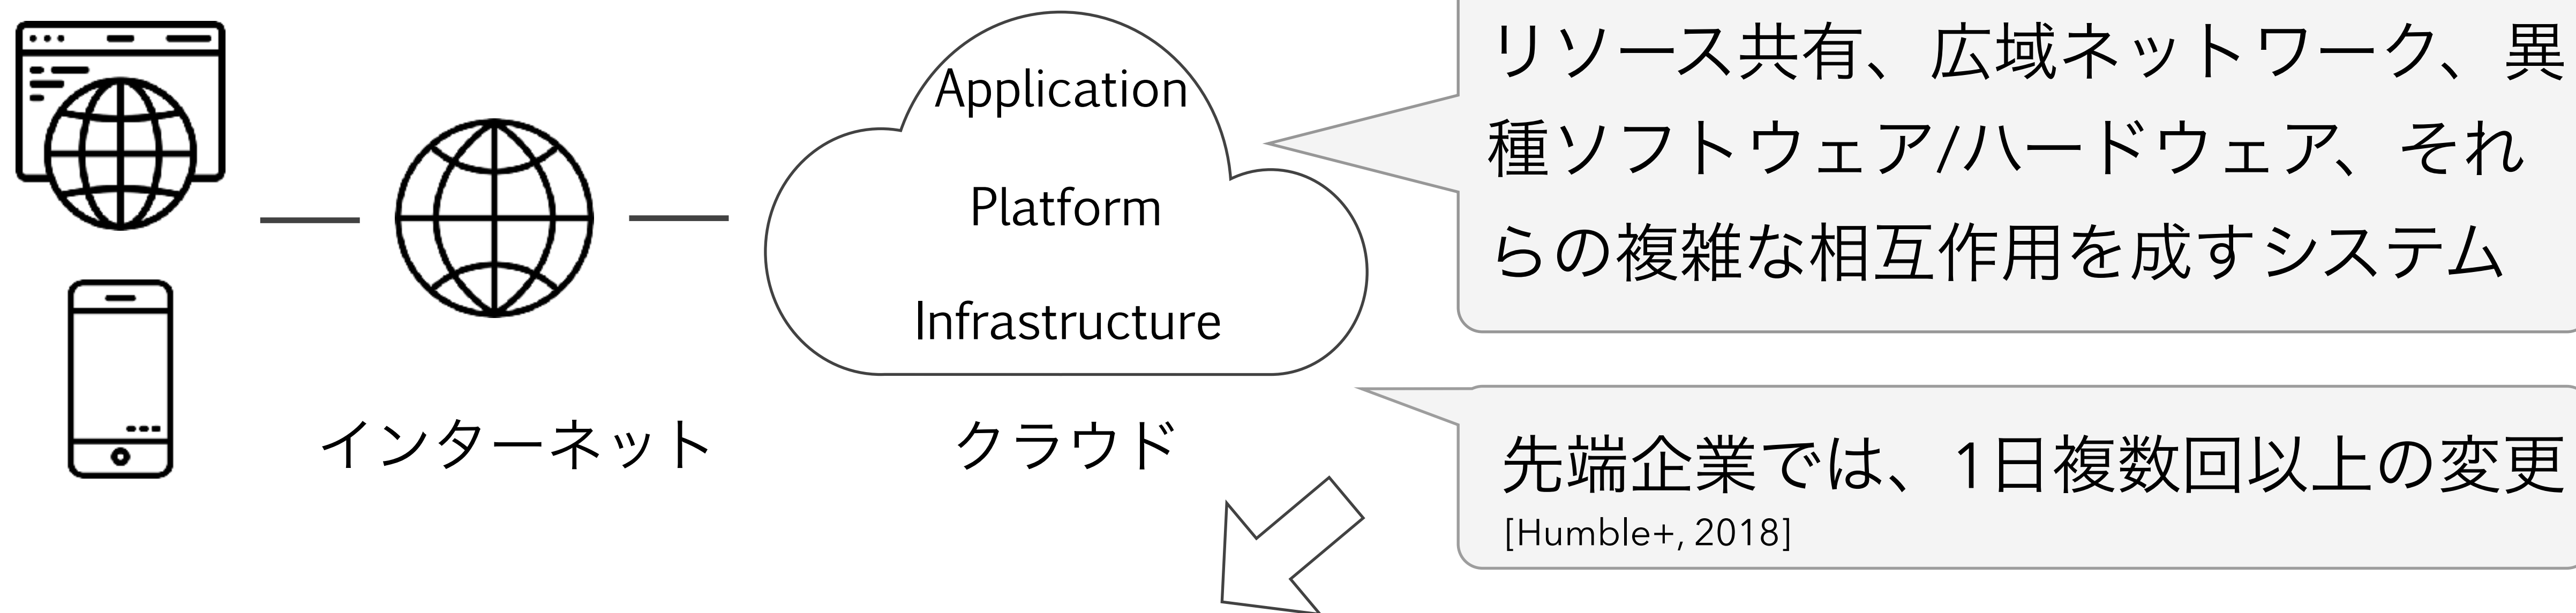 Application
Platform
Infrastructure
インターネット
クラウド
リソース共有、広域ネットワーク、異
種ソフトウェア/ハードウェア、それ
らの複雑な相互作用を成すシステム
先端企業では、1日複数回以上の変更
[Humble+, 2018]